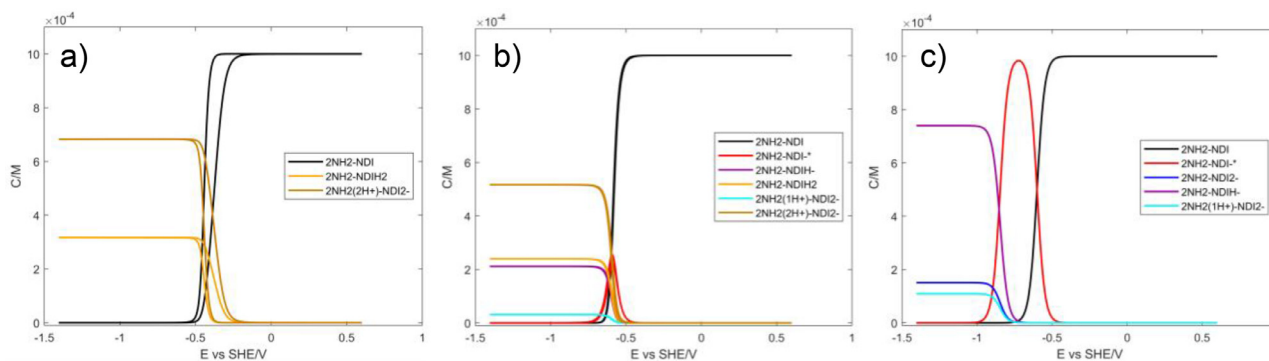 ×10⁻⁴
a)
10
8
6
4
2
0
C/M
2NH2-NDI
2NH2-NDIH2
2NH2(2H+)-NDI2-
-1.5
-1
-0.5
0
0.5
1
E vs SHE/V
×10⁻⁴
b)
10
8
6
4
2
0
C/M
2NH2-NDI
2NH2-NDI-*
2NH2-NDIH-
2NH2-NDIH2
2NH2(1H+)-NDI2-
2NH2(2H+)-NDI2-
-1.5
-1
-0.5
0
0.5
1
E vs SHE/V
×10⁻⁴
c)
10
8
6
4
2
0
C/M
2NH2-NDI
2NH2-NDI-*
2NH2-NDI2-
2NH2-NDIH-
2NH2(1H+)-NDI2-
-1.5
-1
-0.5
0
0.5
E vs SHE/V